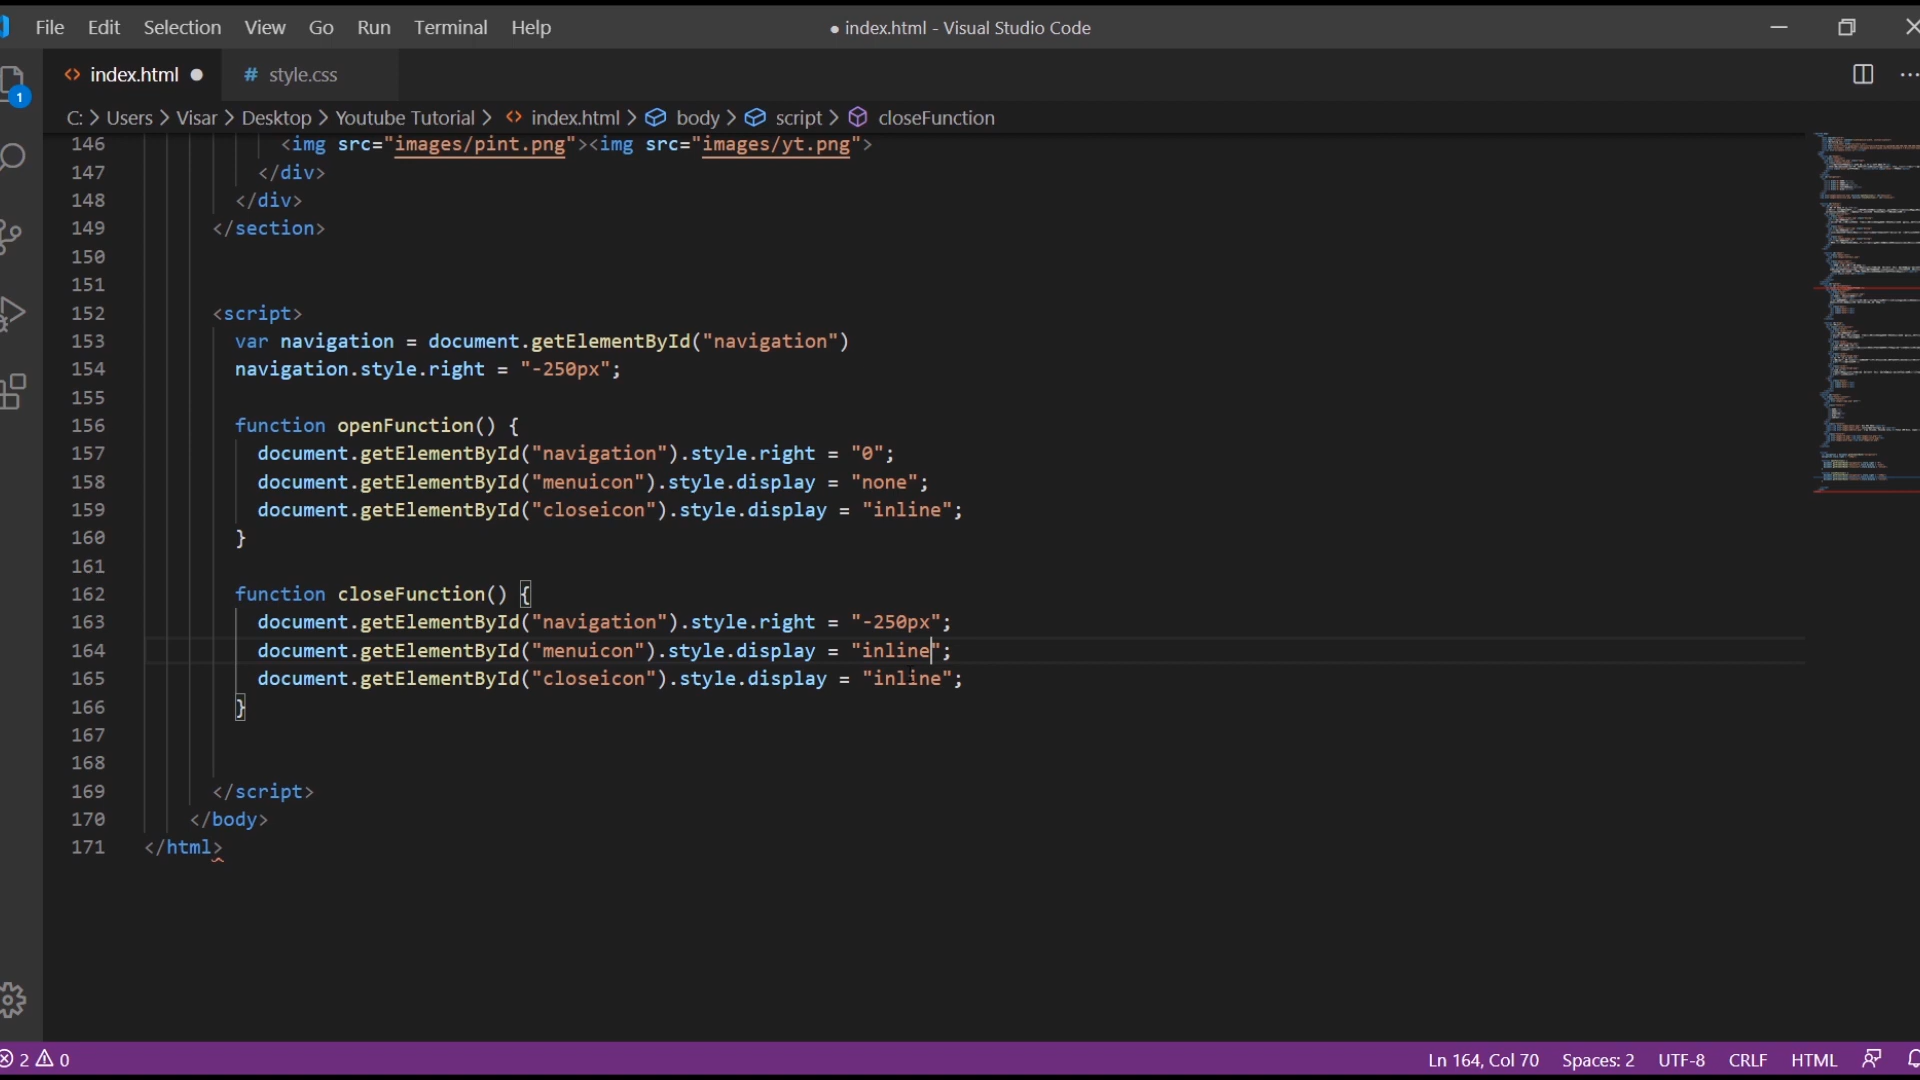 File Edit Selection View Go Run Terminal Help ● index.html - Visual Studio Code
<> index.html ● # style.css ...
C: > Users > Visar > Desktop > Youtube Tutorial > <> index.html > body > script > closeFunction
1
146 <img src="images/pint.png"><img src="images/yt.png">
147 </div>
148 </div>
149 </section>
150
151
152 <script>
153 var navigation = document.getElementById("navigation")
154 navigation.style.right = "-250px";
155
156 function openFunction() {
157 document.getElementById("navigation").style.right = "0";
158 document.getElementById("menuicon").style.display = "none";
159 document.getElementById("closeicon").style.display = "inline";
160 }
161
162 function closeFunction() {
163 document.getElementById("navigation").style.right = "-250px";
164 document.getElementById("menuicon").style.display = "inline";
165 document.getElementById("closeicon").style.display = "inline";
166 }
167
168
169 </script>
170 </body>
171 </html>
2 0 Ln 164, Col 70 Spaces: 2 UTF-8 CRLF HTML